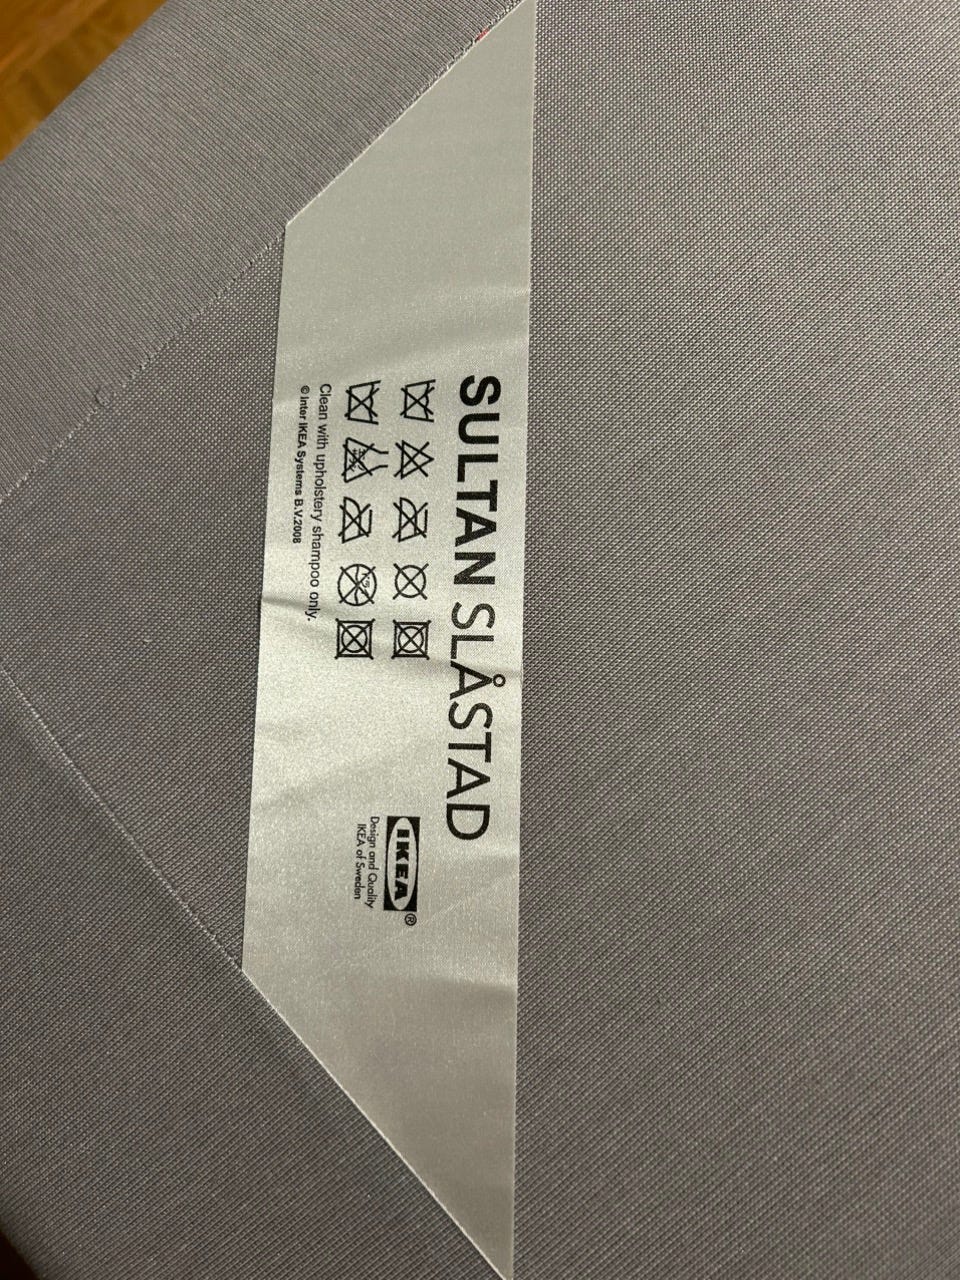 SULTAN SLÅSTAD
Clean with upholstery shampoo only.
© Inter IKEA Systems B.V.2008
IKEA®
Design and Quality
IKEA of Sweden